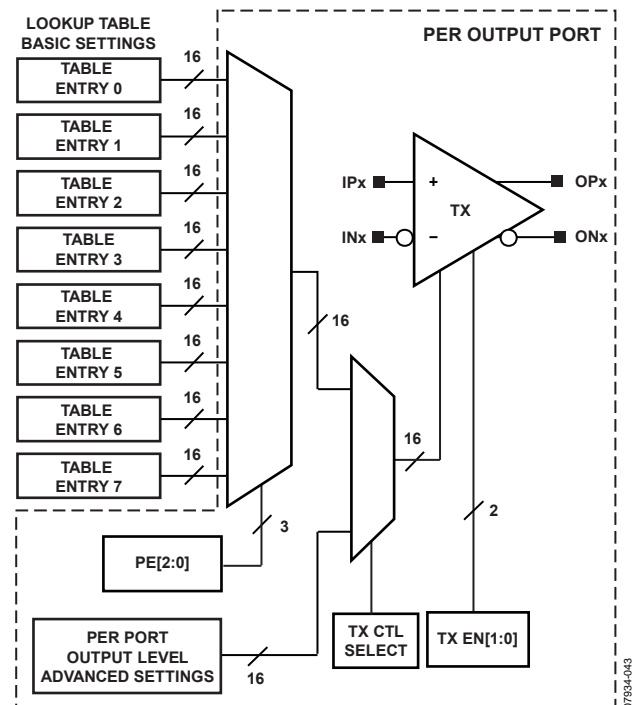 LOOKUP TABLE
BASIC SETTINGS
PER OUTPUT PORT
TABLE
ENTRY 0
16
TABLE
ENTRY 1
16
TABLE
ENTRY 2
16
TABLE
ENTRY 3
16
TABLE
ENTRY 4
16
TABLE
ENTRY 5
16
TABLE
ENTRY 6
16
TABLE
ENTRY 7
16
IPx
+
OPx
TX
INx
−
ONx
16
16
2
3
PE[2:0]
PER PORT
OUTPUT LEVEL
ADVANCED SETTINGS
16
TX CTL
SELECT
TX EN[1:0]
07934-043